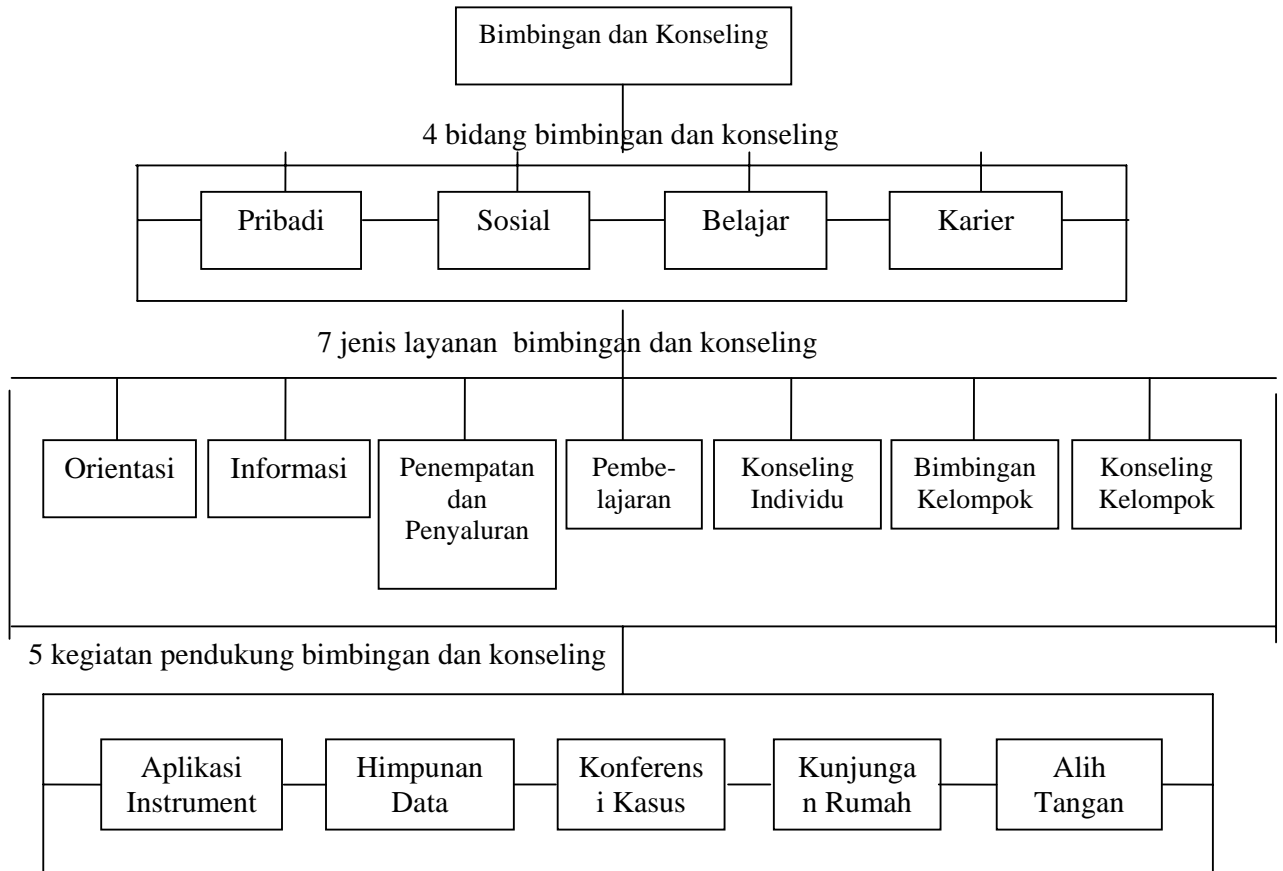 Bimbingan dan Konseling
4 bidang bimbingan dan konseling
Pribadi
Sosial
Belajar
Karier
7 jenis layanan  bimbingan dan konseling
Orientasi
Informasi
Penempatan
dan
Penyaluran
Pembe-
lajaran
Konseling
Individu
Bimbingan
Kelompok
Konseling
Kelompok
5 kegiatan pendukung bimbingan dan konseling
Aplikasi
Instrument
Himpunan
Data
Konferens
i Kasus
Kunjunga
n Rumah
Alih
Tangan